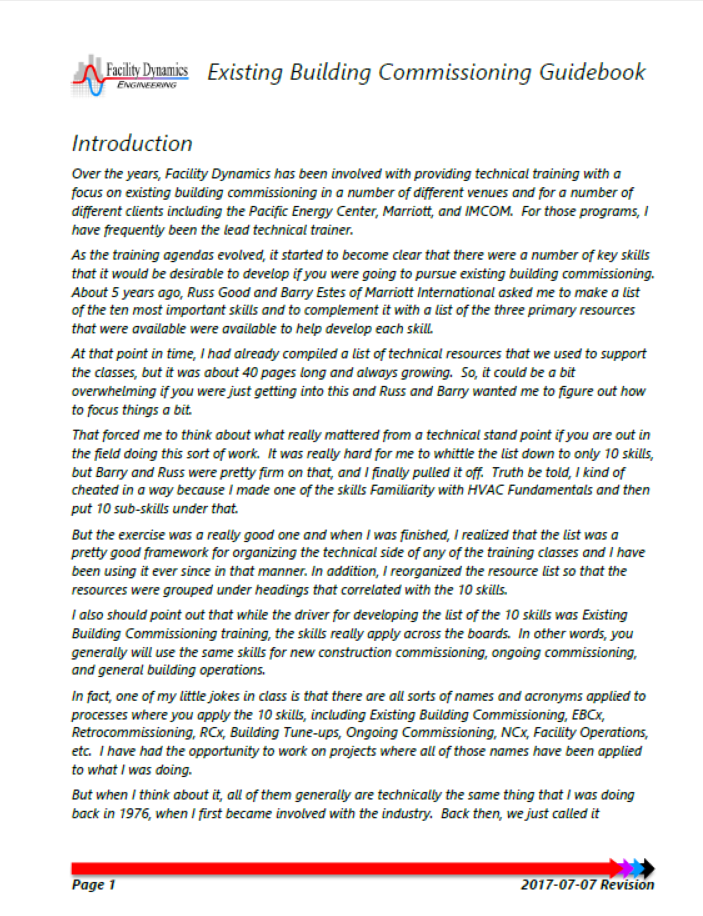 Facility Dynamics
ENGINEERING
Existing Building Commissioning Guidebook
Introduction
Over the years, Facility Dynamics has been involved with providing technical training with a
focus on existing building commissioning in a number of different venues and for a number of
different clients including the Pacific Energy Center, Marriott, and IMCOM.  For those programs, I
have frequently been the lead technical trainer.
As the training agendas evolved, it started to become clear that there were a number of key skills
that it would be desirable to develop if you were going to pursue existing building commissioning.
About 5 years ago, Russ Good and Barry Estes of Marriott International asked me to make a list
of the ten most important skills and to complement it with a list of the three primary resources
that were available were available to help develop each skill.
At that point in time, I had already compiled a list of technical resources that we used to support
the classes, but it was about 40 pages long and always growing.  So, it could be a bit
overwhelming if you were just getting into this and Russ and Barry wanted me to figure out how
to focus things a bit.
That forced me to think about what really mattered from a technical stand point if you are out in
the field doing this sort of work.  It was really hard for me to whittle the list down to only 10 skills,
but Barry and Russ were pretty firm on that, and I finally pulled it off.  Truth be told, I kind of
cheated in a way because I made one of the skills Familiarity with HVAC Fundamentals and then
put 10 sub-skills under that.
But the exercise was a really good one and when I was finished, I realized that the list was a
pretty good framework for organizing the technical side of any of the training classes and I have
been using it ever since in that manner. In addition, I reorganized the resource list so that the
resources were grouped under headings that correlated with the 10 skills.
I also should point out that while the driver for developing the list of the 10 skills was Existing
Building Commissioning training, the skills really apply across the boards.  In other words, you
generally will use the same skills for new construction commissioning, ongoing commissioning,
and general building operations.
In fact, one of my little jokes in class is that there are all sorts of names and acronyms applied to
processes where you apply the 10 skills, including Existing Building Commissioning, EBCx,
Retrocommissioning, RCx, Building Tune-ups, Ongoing Commissioning, NCx, Facility Operations,
etc.  I have had the opportunity to work on projects where all of those names have been applied
to what I was doing.
But when I think about it, all of them generally are technically the same thing that I was doing
back in 1976, when I first became involved with the industry.  Back then, we just called it
Page 1
2017-07-07 Revision